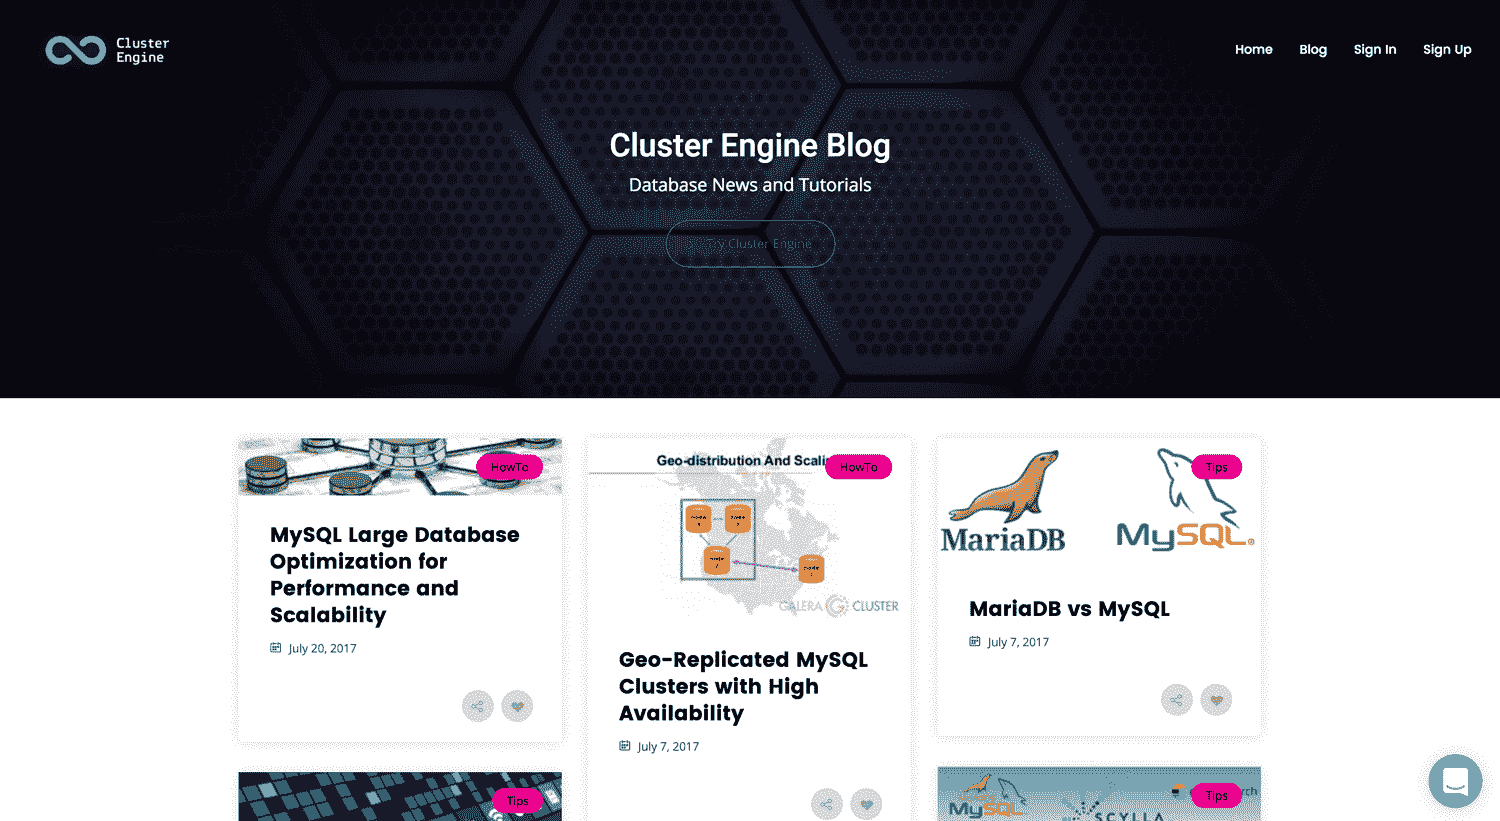 Cluster
Engine
Home
Blog
Sign In
Sign Up
Cluster Engine Blog
Database News and Tutorials
Try Cluster Engine
HowTo
MySQL Large Database
Optimization for
Performance and
Scalability
July 20, 2017
Geo-distribution And
HowTo
GALERA CLUSTER
Geo-Replicated MySQL
Clusters with High
Availability
July 7, 2017
Tips
MariaDB
MySQL®
MariaDB vs MySQL
July 7, 2017
Tips
Tips
MySQL
SCYLLA